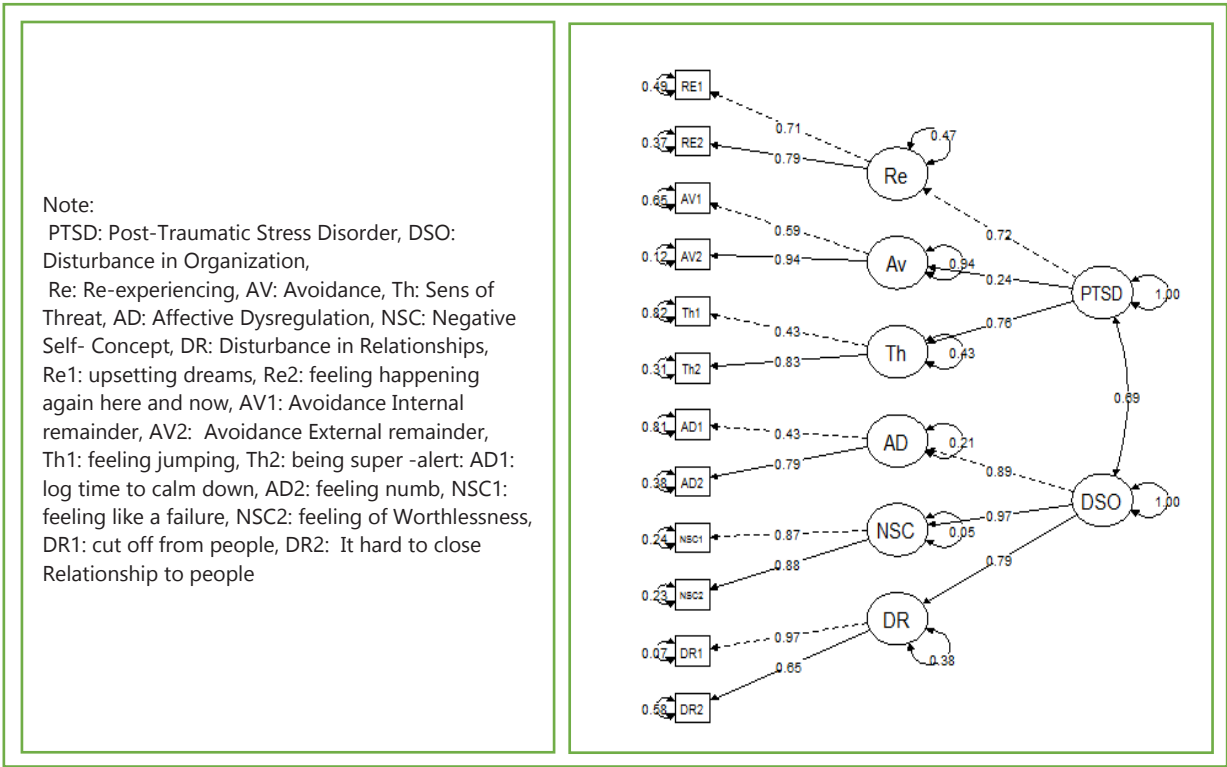 Note:
PTSD: Post-Traumatic Stress Disorder, DSO:
Disturbance in Organization,
Re: Re-experiencing, AV: Avoidance, Th: Sens of
Threat, AD: Affective Dysregulation, NSC: Negative
Self- Concept, DR: Disturbance in Relationships,
Re1: upsetting dreams, Re2: feeling happening
again here and now, AV1: Avoidance Internal
remainder, AV2: Avoidance External remainder,
Th1: feeling jumping, Th2: being super -alert: AD1:
log time to calm down, AD2: feeling numb, NSC1:
feeling like a failure, NSC2: feeling of Worthlessness,
DR1: cut off from people, DR2: It hard to close
Relationship to people
0.49 RE1
0.71
0.47
0.37 RE2
0.79
Re
0.65 AV1
0.59
0.72
0.12 AV2
0.94
Av
0.94
0.24
PTSD
1.00
0.82 Th1
0.43
0.76
Th
0.43
0.31 Th2
0.83
0.69
0.81 AD1
0.43
AD
0.21
0.89
0.38 AD2
0.79
DSO
1.00
0.24 NSC1
0.87
NSC
0.05
0.97
0.23 NSC2
0.88
0.79
DR
0.38
0.07 DR1
0.97
0.58 DR2
0.65